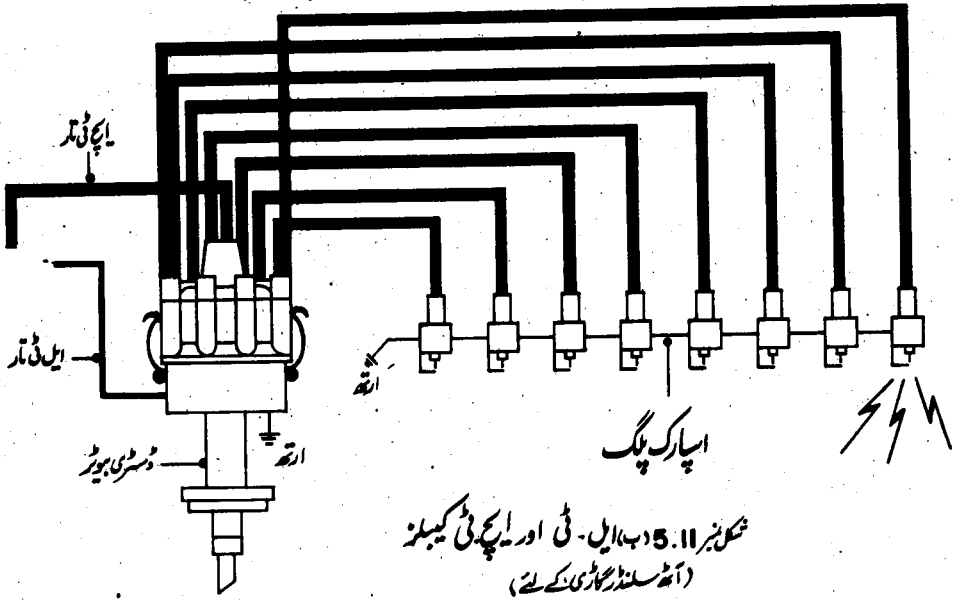 ایچ ٹی تار
ایل ٹی تار
ڈسٹری بیوٹر
ارتھ
ارتھ
اسپارک پلگ
شکل نمبر 5.11 (ب) ایل۔ ٹی اور ایچ ٹی کیبلز
(آٹھ سلنڈر گاڑی کے لئے)